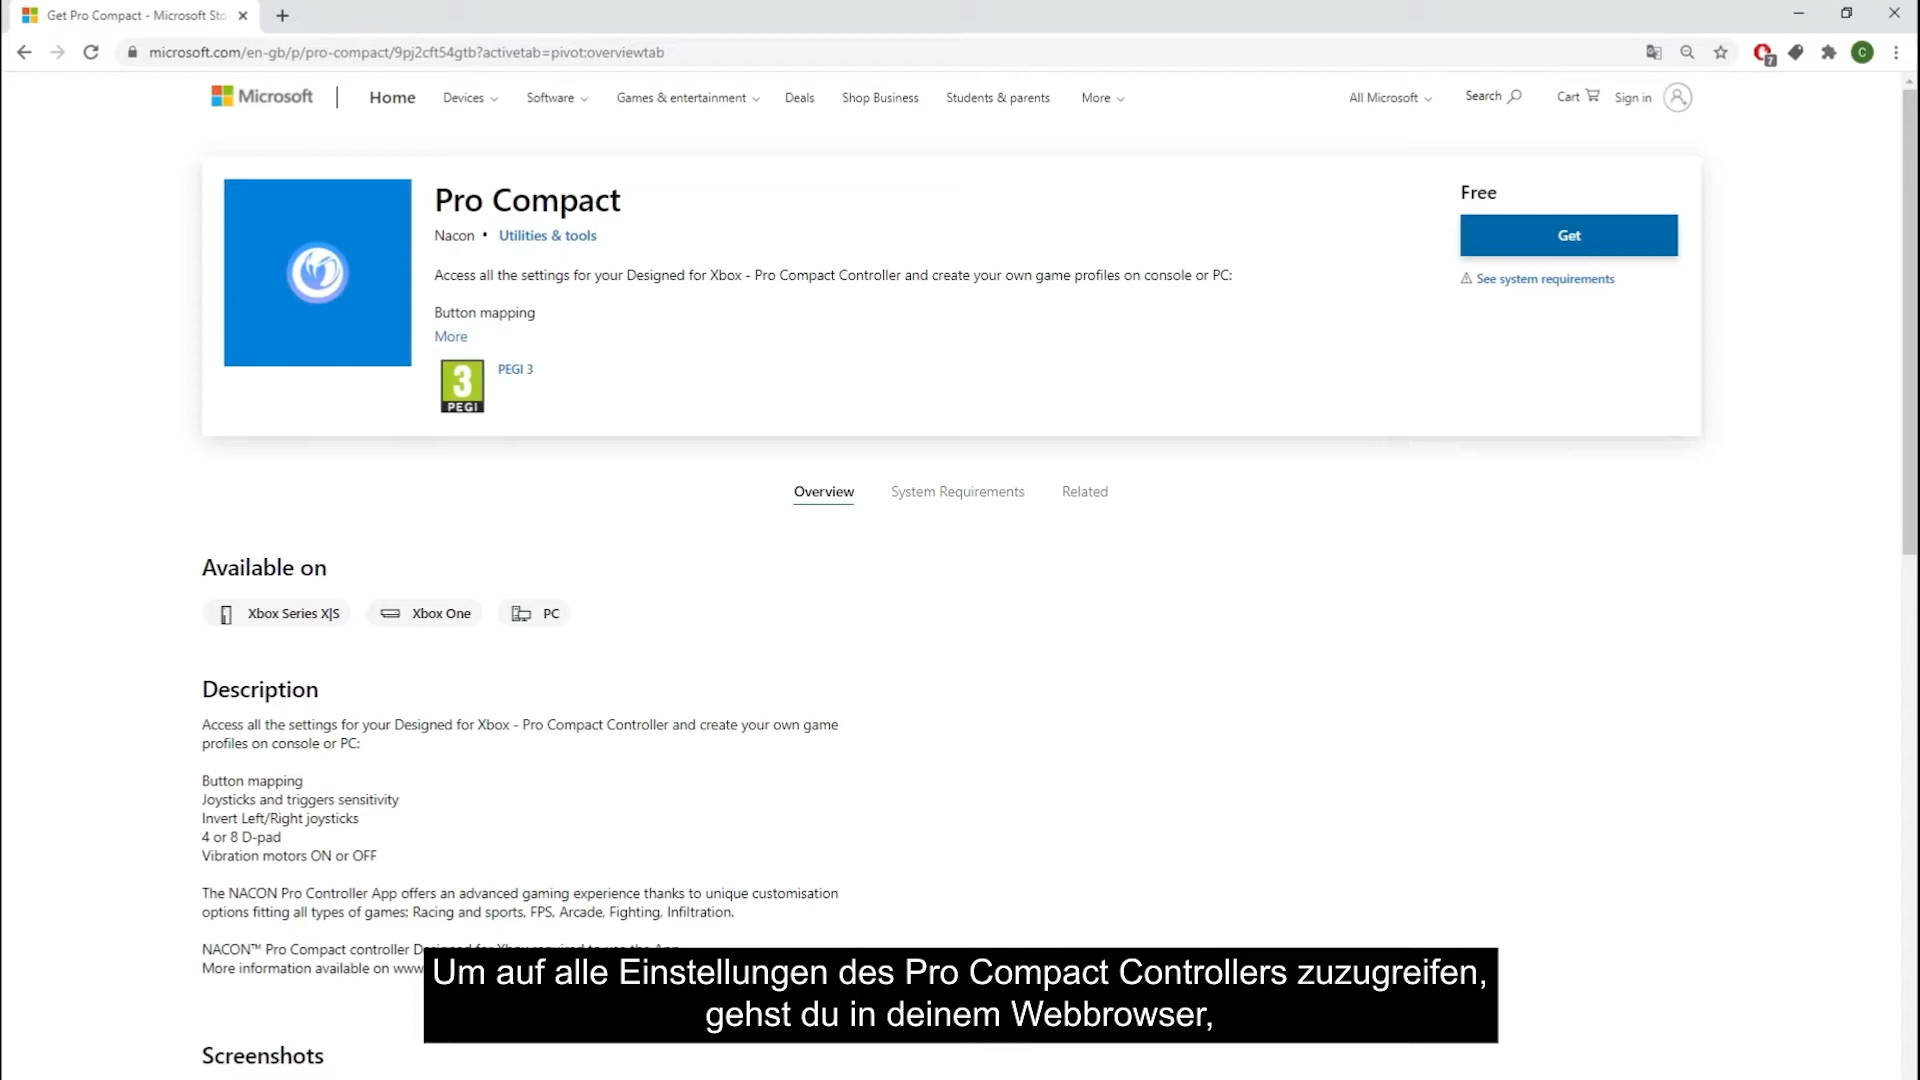 Get Pro Compact - Microsoft Sto
microsoft.com/en-gb/p/pro-compact/9pj2cft54gtb?activetab=pivot:overviewtab
7
C
Microsoft
Home
Devices
Software
Games & entertainment
Deals
Shop Business
Students & parents
More
All Microsoft
Search
Cart
Sign in
Pro Compact
Nacon • Utilities & tools
Access all the settings for your Designed for Xbox - Pro Compact Controller and create your own game profiles on console or PC:
Button mapping
More
3
PEGI
PEGI 3
Free
Get
See system requirements
Overview
System Requirements
Related
Available on
Xbox Series X|S
Xbox One
PC
Description
Access all the settings for your Designed for Xbox - Pro Compact Controller and create your own game
profiles on console or PC:
Button mapping
Joysticks and triggers sensitivity
Invert Left/Right joysticks
4 or 8 D-pad
Vibration motors ON or OFF
The NACON Pro Controller App offers an advanced gaming experience thanks to unique customisation
options fitting all types of games: Racing and sports, FPS, Arcade, Fighting, Infiltration.
NACON™ Pro Compact controller
More information available on www
Um auf alle Einstellungen des Pro Compact Controllers zuzugreifen,
gehst du in deinem Webbrowser,
Screenshots